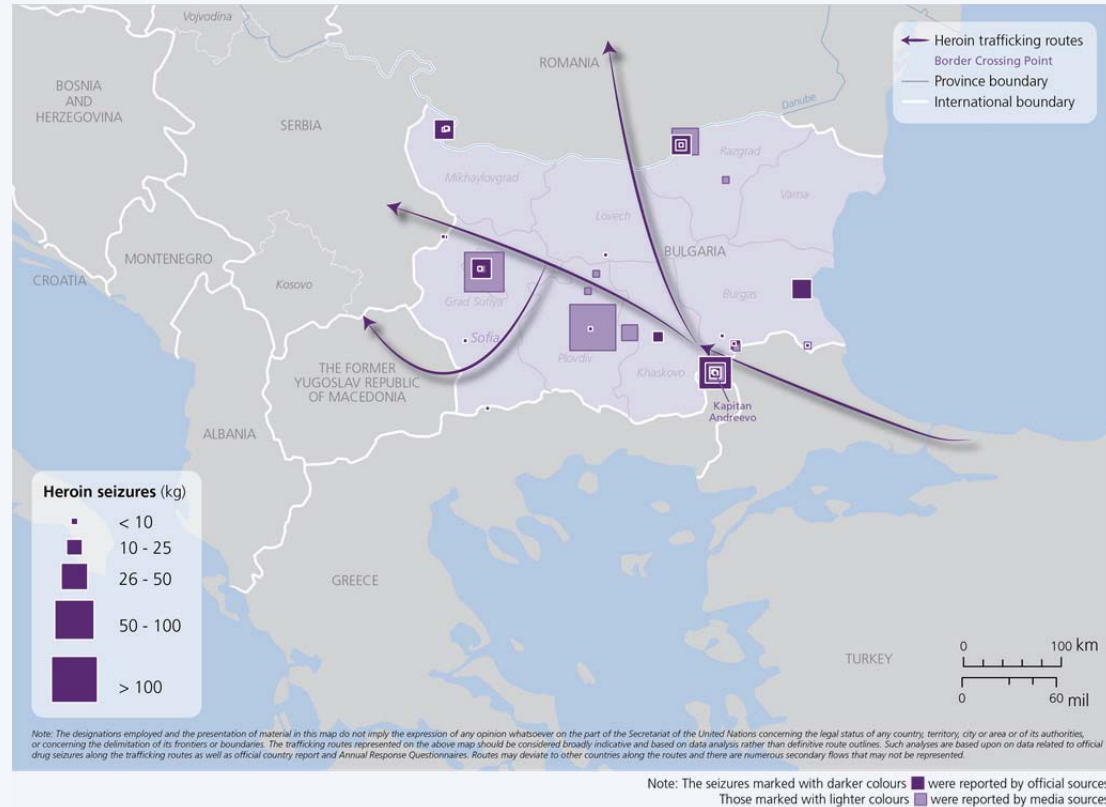 Vojvodina
ROMANIA
Heroin trafficking routes
Border Crossing Point
Province boundary
International boundary
BOSNIA
AND
HERZEGOVINA
SERBIA
Danube
Razgrad
Mikhaylovgrad
Varna
Lovech
BULGARIA
MONTENEGRO
CROATIA
Kosovo
Grad Sofiya
Burgas
Sofia
Plovdiv
THE FORMER
YUGOSLAV REPUBLIC
OF MACEDONIA
Khaskovo
Kapitan
Andreevo
ALBANIA
Heroin seizures (kg)
< 10
10 - 25
26 - 50
50 - 100
> 100
GREECE
TURKEY
0 100 km
0 60 mil
Note: The designations employed and the presentation of material in this map do not imply the expression of any opinion whatsoever on the part of the Secretariat of the United Nations concerning the legal status of any country, territory, city or area or of its authorities,
or concerning the delimitation of its frontiers or boundaries. The trafficking routes represented on the above map should be considered broadly indicative and based on data analysis rather than definitive route outlines. Such analyses are based upon on data related to official
drug seizures along the trafficking routes as well as official country report and Annual Response Questionnaires. Routes may deviate to other countries along the routes and there are numerous secondary flows that may not be represented.
Note: The seizures marked with darker colours were reported by official sources
Those marked with lighter colours were reported by media sources